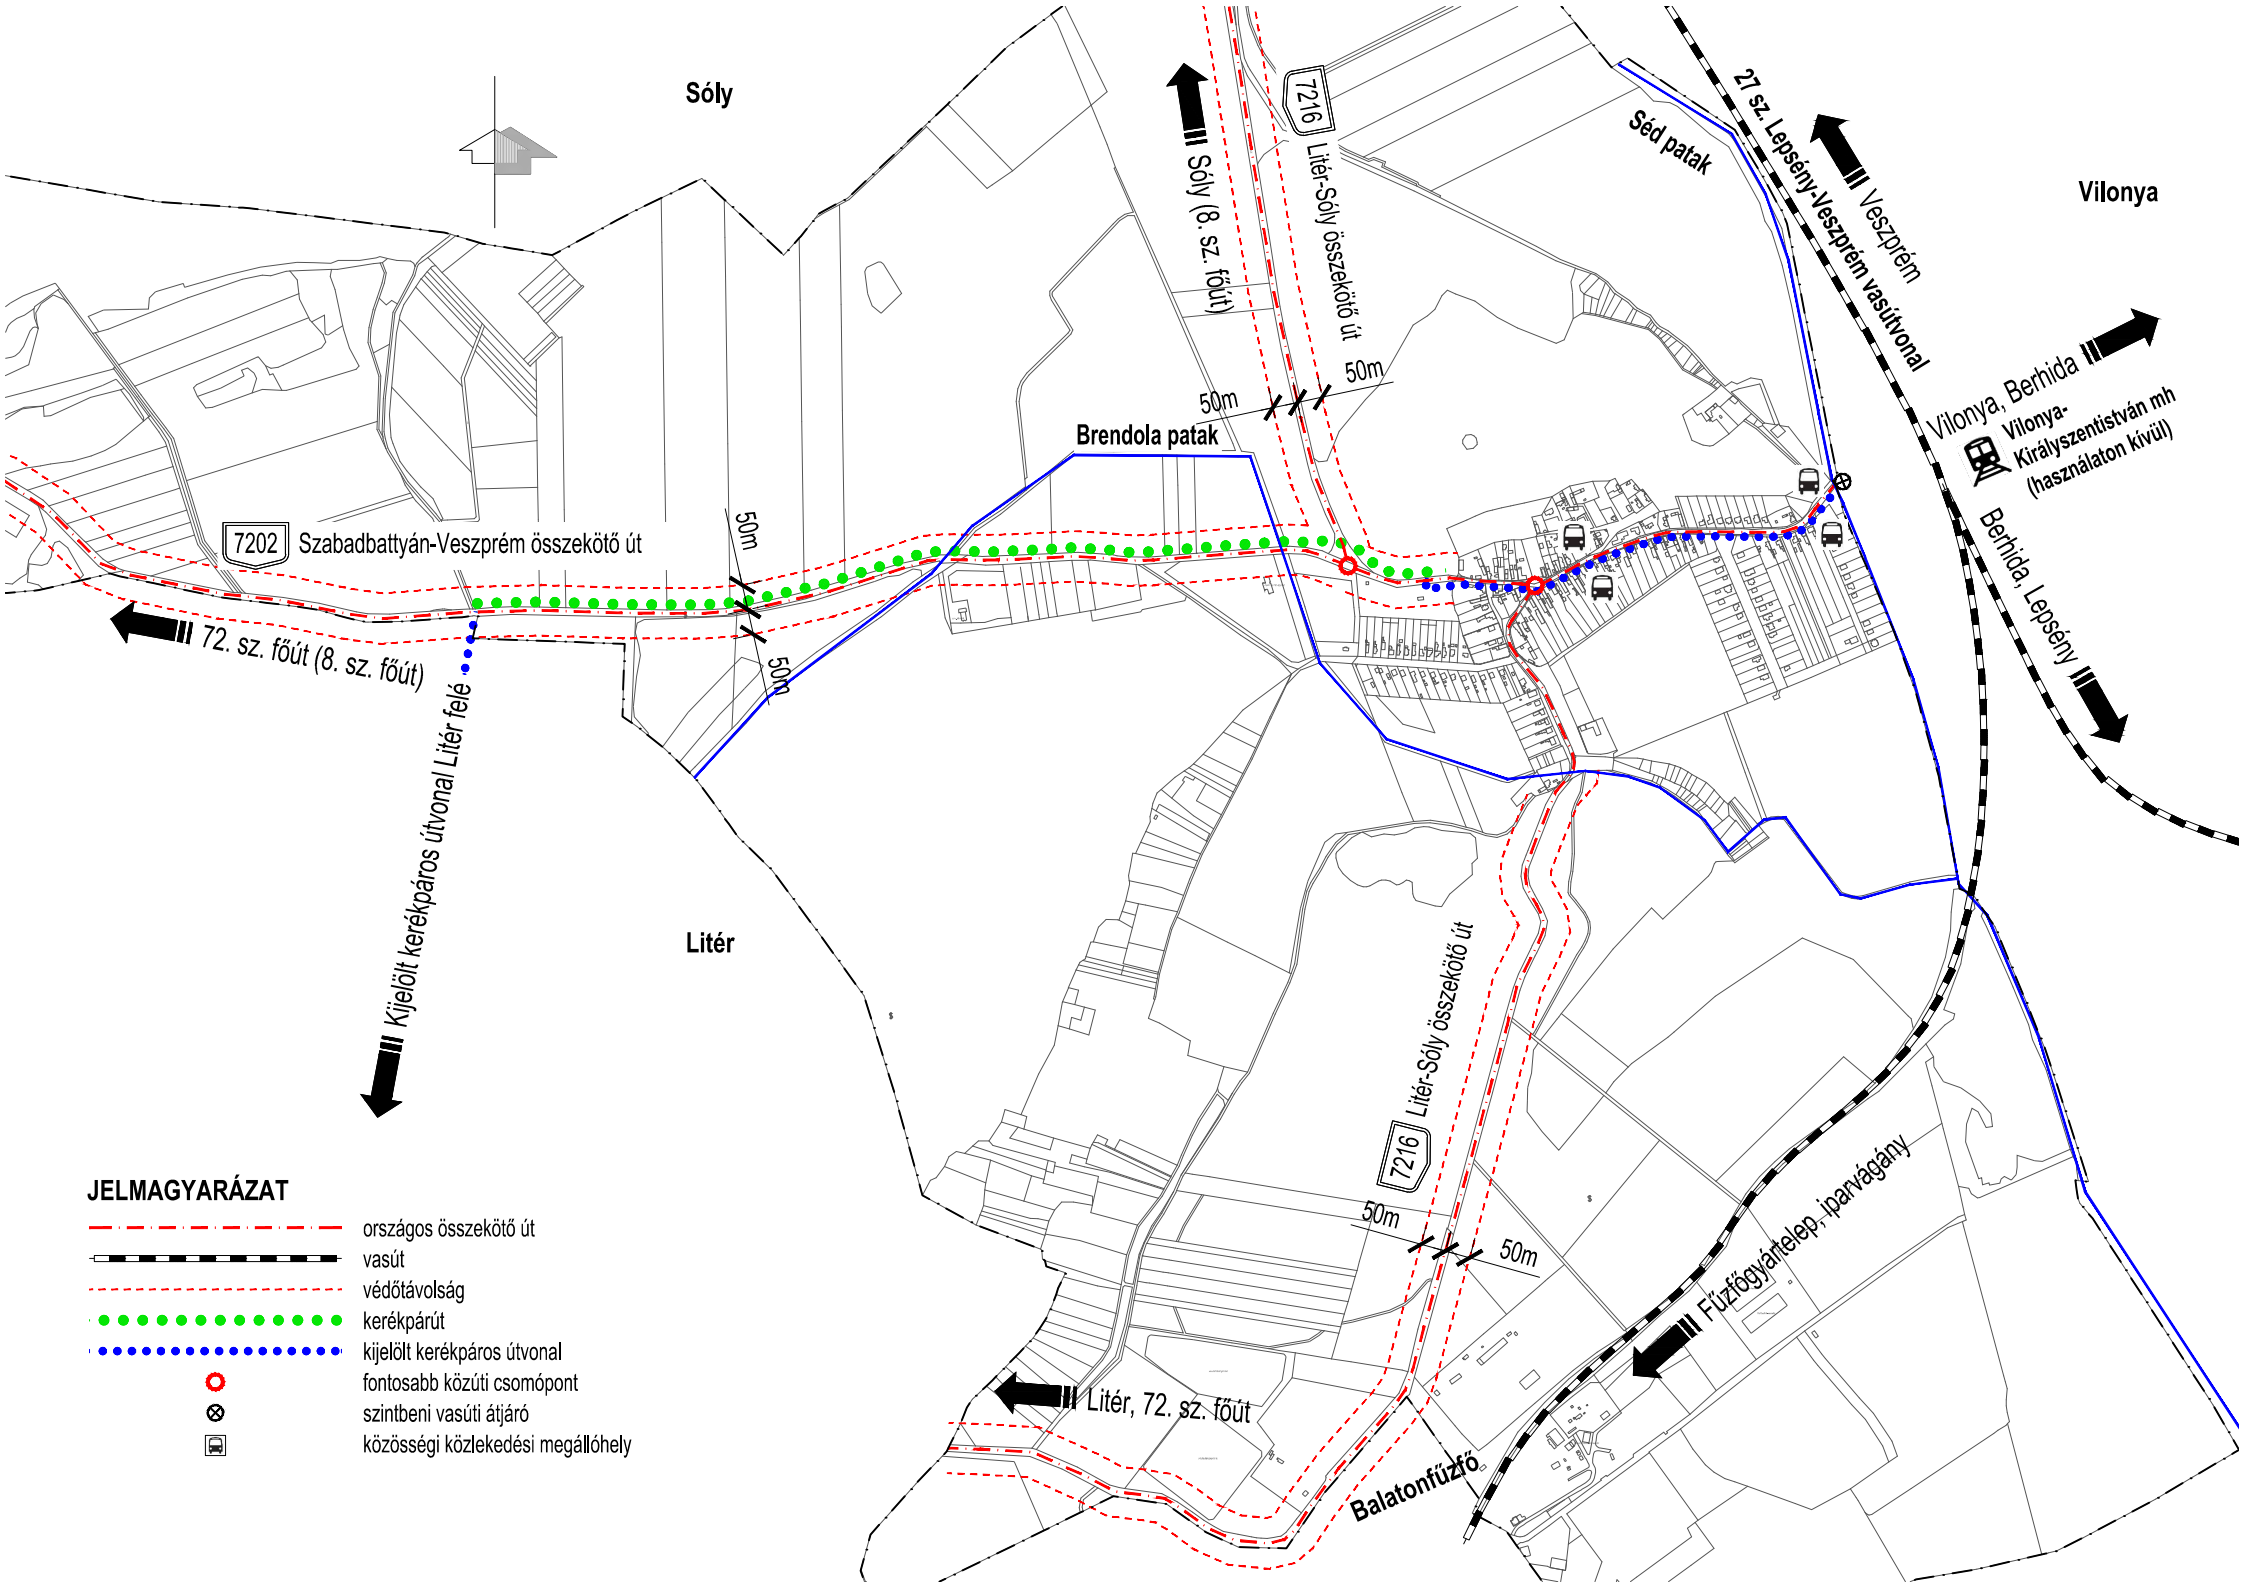 Sóly
7216
Litér-Sóly összekötő út
Sóly (8. sz. főút)
Séd patak
27 sz. Lepsény-Veszprém vasútvonal
Veszprém
Vilonya
Vilonya, Berhida
Vilonya-
Királyszentistván mh
(használaton kívül)
Berhida, Lepsény
50m
50m
Brendola patak
7202
Szabadbattyán-Veszprém összekötő út
50m
50m
72. sz. főút (8. sz. főút)
Kijelölt kerékpáros útvonal Litér felé
Litér
Litér-Sóly összekötő út
7216
50m
50m
Fűzfőgyártelep, iparvágány
Litér, 72. sz. főút
Balatonfűzfő
JELMAGYARÁZAT
országos összekötő út
vasút
védőtávolság
kerékpárút
kijelölt kerékpáros útvonal
fontosabb közúti csomópont
szintbeni vasúti átjáró
közösségi közlekedési megállóhely